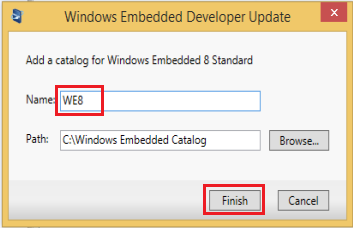 Windows Embedded Developer Update
Add a catalog for Windows Embedded 8 Standard
Name: WE8
Path: C:\Windows Embedded Catalog Browse...
Finish Cancel